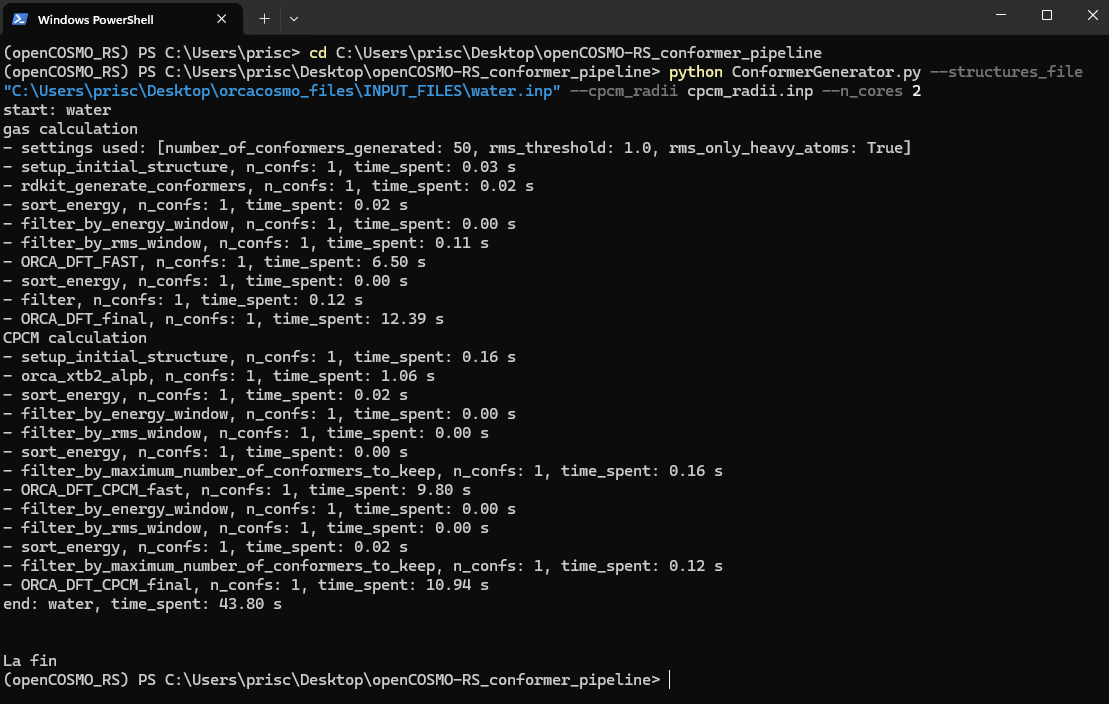 Windows PowerShell
(openCOSMO_RS) PS C:\Users\prisc> cd C:\Users\prisc\Desktop\openCOSMO-RS_conformer_pipeline
(openCOSMO_RS) PS C:\Users\prisc\Desktop\openCOSMO-RS_conformer_pipeline> python ConformerGenerator.py --structures_file
"C:\Users\prisc\Desktop\orcacosmo_files\INPUT_FILES\water.inp" --cpcm_radii cpcm_radii.inp --n_cores 2
start: water
gas calculation
- settings used: [number_of_conformers_generated: 50, rms_threshold: 1.0, rms_only_heavy_atoms: True]
- setup_initial_structure, n_confs: 1, time_spent: 0.03 s
- rdkit_generate_conformers, n_confs: 1, time_spent: 0.02 s
- sort_energy, n_confs: 1, time_spent: 0.02 s
- filter_by_energy_window, n_confs: 1, time_spent: 0.00 s
- filter_by_rms_window, n_confs: 1, time_spent: 0.11 s
- ORCA_DFT_FAST, n_confs: 1, time_spent: 6.50 s
- sort_energy, n_confs: 1, time_spent: 0.00 s
- filter, n_confs: 1, time_spent: 0.12 s
- ORCA_DFT_final, n_confs: 1, time_spent: 12.39 s
CPCM calculation
- setup_initial_structure, n_confs: 1, time_spent: 0.16 s
- orca_xtb2_alpb, n_confs: 1, time_spent: 1.06 s
- sort_energy, n_confs: 1, time_spent: 0.02 s
- filter_by_energy_window, n_confs: 1, time_spent: 0.00 s
- filter_by_rms_window, n_confs: 1, time_spent: 0.00 s
- sort_energy, n_confs: 1, time_spent: 0.00 s
- filter_by_maximum_number_of_conformers_to_keep, n_confs: 1, time_spent: 0.16 s
- ORCA_DFT_CPCM_fast, n_confs: 1, time_spent: 9.80 s
- filter_by_energy_window, n_confs: 1, time_spent: 0.00 s
- filter_by_rms_window, n_confs: 1, time_spent: 0.00 s
- sort_energy, n_confs: 1, time_spent: 0.02 s
- filter_by_maximum_number_of_conformers_to_keep, n_confs: 1, time_spent: 0.12 s
- ORCA_DFT_CPCM_final, n_confs: 1, time_spent: 10.94 s
end: water, time_spent: 43.80 s
La fin
(openCOSMO_RS) PS C:\Users\prisc\Desktop\openCOSMO-RS_conformer_pipeline>